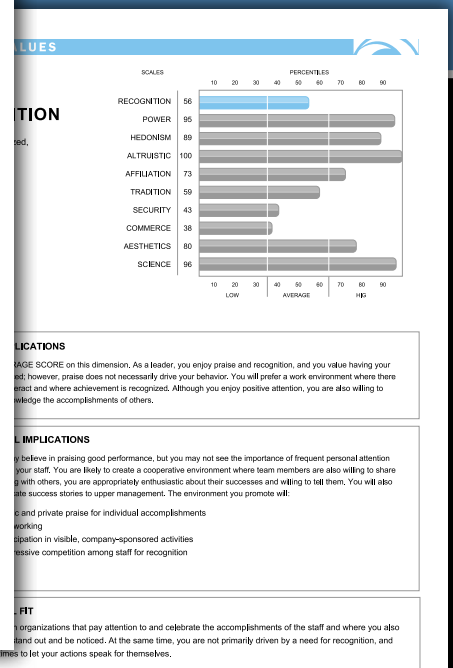 ALUES
SCALES PERCENTILES
10 20 30 40 50 60 70 80 90
RECOGNITION 56
ITION
POWER 95
HEDONISM 89
zed,
ALTRUISTIC 100
AFFILIATION 73
TRADITION 59
SECURITY 43
COMMERCE 38
AESTHETICS 80
SCIENCE 96
10 20 30 40 50 60 70 80 90
LOW AVERAGE HIG
LICATIONS
RAGE SCORE on this dimension. As a leader, you enjoy praise and recognition, and you value having your
ed; however, praise does not necessarily drive your behavior. You will prefer a work environment where there
eract and where achievement is recognized. Although you enjoy positive attention, you are also willing to
wledge the accomplishments of others.
L IMPLICATIONS
y believe in praising good performance, but you may not see the importance of frequent personal attention
your staff. You are likely to create a cooperative environment where team members are also willing to share
g with others, you are appropriately enthusiastic about their successes and willing to tell them. You will also
ate success stories to upper management. The environment you promote will:
c and private praise for individual accomplishments
working
cipation in visible, company-sponsored activities
ressive competition among staff for recognition
FIT
n organizations that pay attention to and celebrate the accomplishments of the staff and where you also
stand out and be noticed. At the same time, you are not primarily driven by a need for recognition, and
times to let your actions speak for themselves.